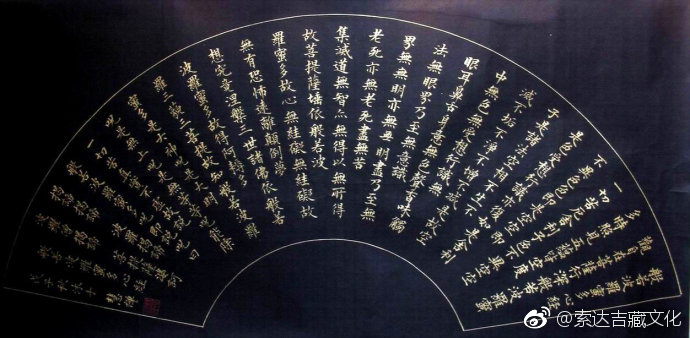 般若波羅蜜多心經
觀自在菩薩行深般若波羅蜜
多時照見五蘊皆空度
一切苦厄舍利子色不異空空
不異色色即是空空即
是色受想行識亦復如是舍利
子是諸法空相不生不
滅不垢不淨不增不減是故空
中無色無受想行識無
眼耳鼻舌身意無色聲香味觸
法無眼界乃至無意識
界無無明亦無無明盡乃至無
老死亦無老死盡無苦
集滅道無智亦無得以無所得
故菩提薩埵依般若波
羅蜜多故心無罣礙無罣礙故
無有恐怖遠離顛倒夢
想究竟涅槃三世諸佛依般若
波羅蜜多故得阿耨多
羅三藐三菩提故知般若波羅
蜜多是大神咒是大明
咒是無上咒是無等等咒能除
一切苦真實不虛故說
般若波羅蜜多咒即說咒曰
揭諦揭諦
波羅揭諦
波羅僧揭諦
般若波羅蜜多心經
戊子秋
@索达吉藏文化